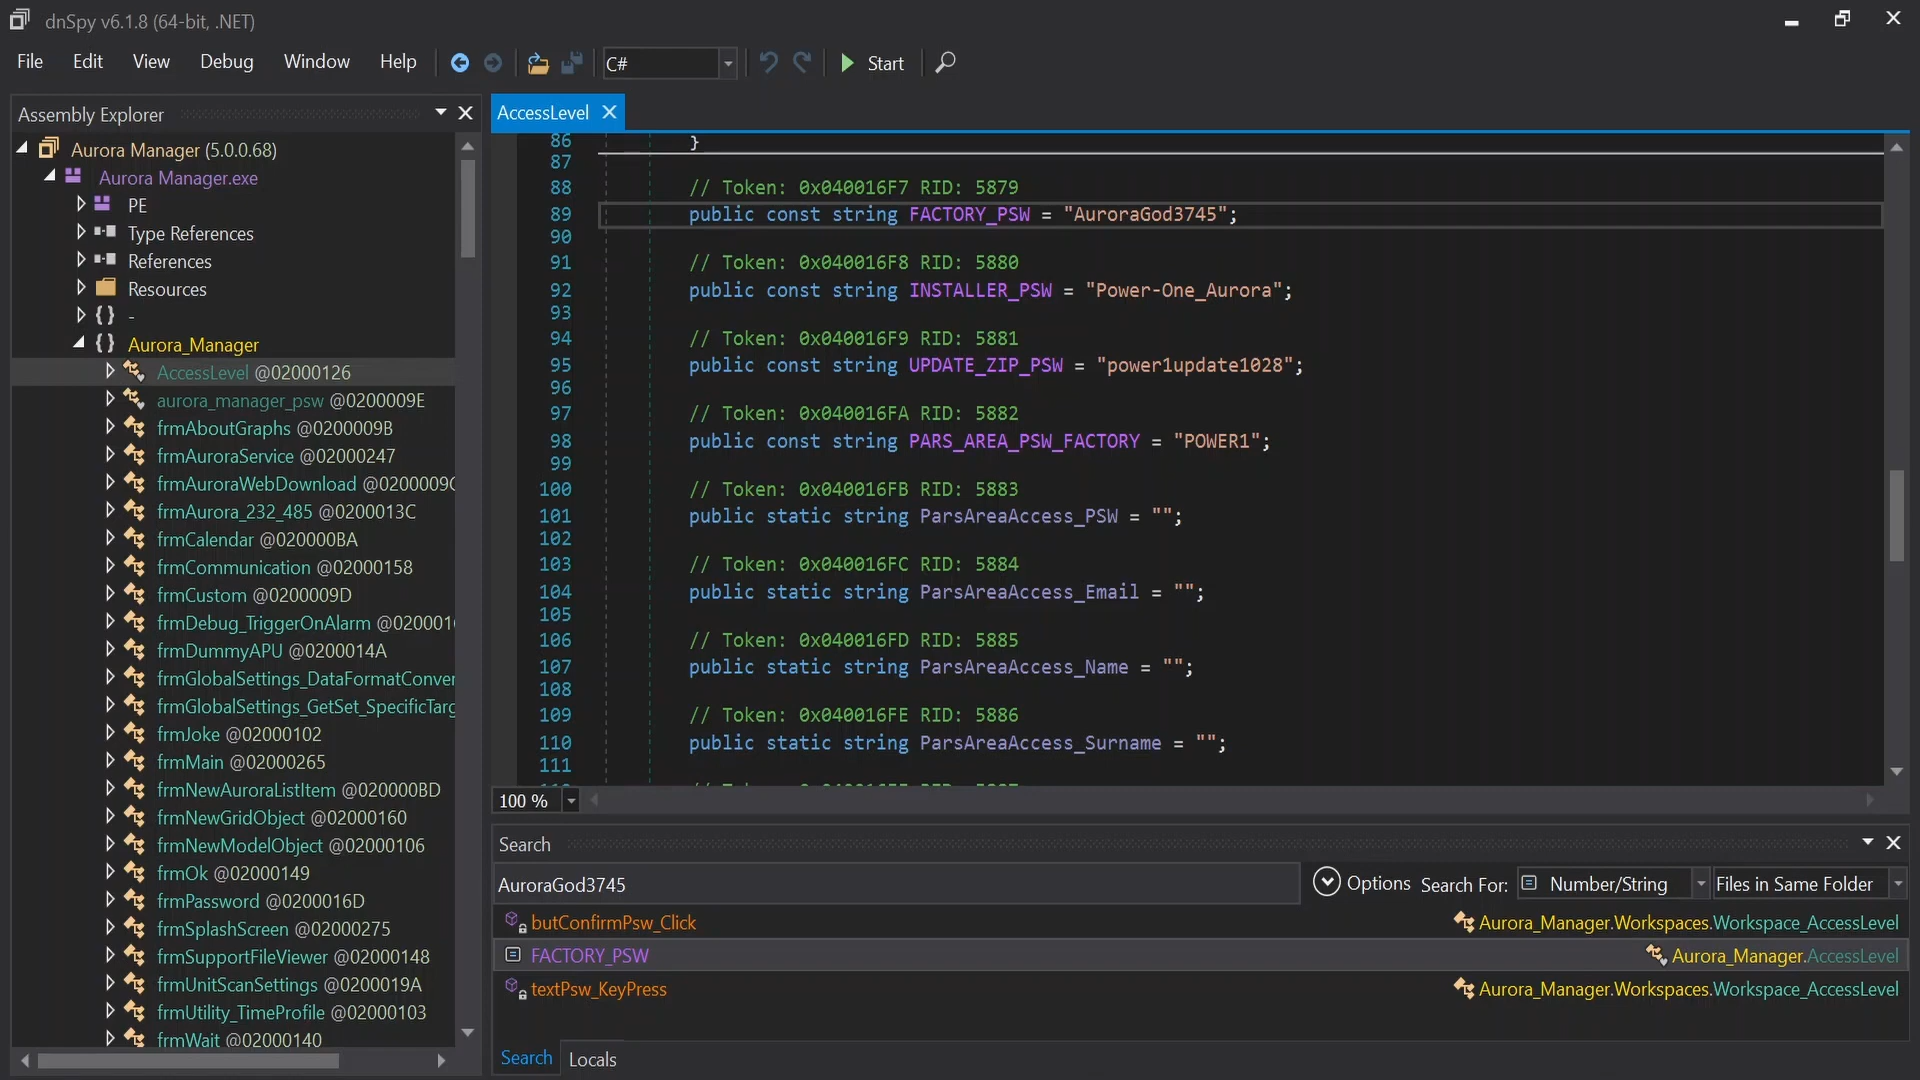 dnSpy v6.1.8 (64-bit, .NET)
File Edit View Debug Window Help C# Start
Assembly Explorer
Aurora Manager (5.0.0.68)
Aurora Manager.exe
PE
Type References
References
Resources
{} -
{} Aurora_Manager
AccessLevel @02000126
aurora_manager_psw @0200009E
frmAboutGraphs @0200009B
frmAuroraService @02000247
frmAuroraWebDownload @0200009C
frmAurora_232_485 @0200013C
frmCalendar @020000BA
frmCommunication @02000158
frmCustom @0200009D
frmDebug_TriggerOnAlarm @020001
frmDummyAPU @0200014A
frmGlobalSettings_DataFormatConver
frmGlobalSettings_GetSet_SpecificTarg
frmJoke @02000102
frmMain @02000265
frmNewAuroraListItem @020000BD
frmNewGridObject @02000160
frmNewModelObject @02000106
frmOk @02000149
frmPassword @0200016D
frmSplashScreen @02000275
frmSupportFileViewer @02000148
frmUnitScanSettings @0200019A
frmUtility_TimeProfile @02000103
frmWait @02000140
AccessLevel
86 }
87
88 // Token: 0x040016F7 RID: 5879
89 public const string FACTORY_PSW = "AuroraGod3745";
90
91 // Token: 0x040016F8 RID: 5880
92 public const string INSTALLER_PSW = "Power-One_Aurora";
93
94 // Token: 0x040016F9 RID: 5881
95 public const string UPDATE_ZIP_PSW = "power1update1028";
96
97 // Token: 0x040016FA RID: 5882
98 public const string PARS_AREA_PSW_FACTORY = "POWER1";
99
100 // Token: 0x040016FB RID: 5883
101 public static string ParsAreaAccess_PSW = "";
102
103 // Token: 0x040016FC RID: 5884
104 public static string ParsAreaAccess_Email = "";
105
106 // Token: 0x040016FD RID: 5885
107 public static string ParsAreaAccess_Name = "";
108
109 // Token: 0x040016FE RID: 5886
110 public static string ParsAreaAccess_Surname = "";
111
100 %
Search
AuroraGod3745 Options Search For: Number/String Files in Same Folder
butConfirmPsw_Click Aurora_Manager.Workspaces.Workspace_AccessLevel
FACTORY_PSW Aurora_Manager.AccessLevel
textPsw_KeyPress Aurora_Manager.Workspaces.Workspace_AccessLevel
Search Locals